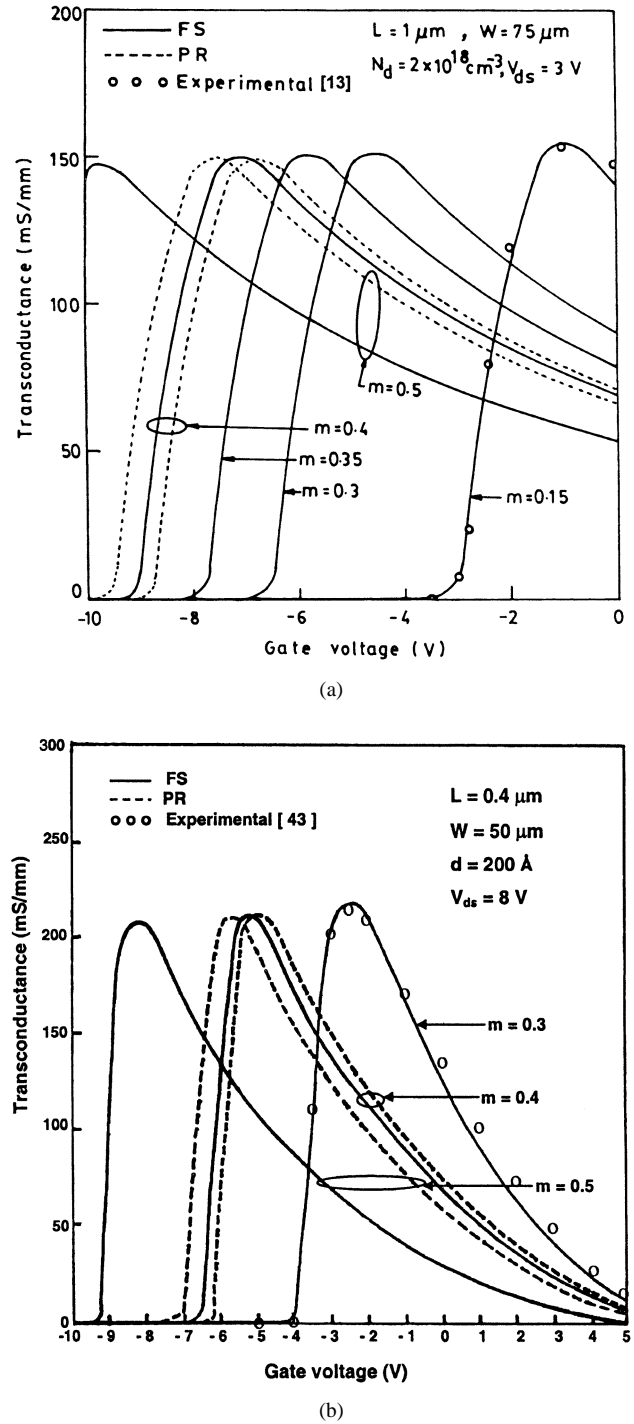 200
FS
PR
Experimental [13]
L = 1 μm , W = 75 μm
N_d = 2×10^18 cm^-3, V_ds = 3 V
150
100
50
0
Transconductance (mS/mm)
m=0.5
m=0.4
m=0.35
m=0.3
m=0.15
-10 -8 -6 -4 -2 0
Gate voltage (V)
(a)
300
FS
PR
Experimental [ 43 ]
L = 0.4 μm
W = 50 μm
d = 200 Å
V_ds = 8 V
250
200
150
100
50
0
Transconductance (mS/mm)
m = 0.3
m = 0.4
m = 0.5
-10 -9 -8 -7 -6 -5 -4 -3 -2 -1 0 1 2 3 4 5
Gate voltage (V)
(b)